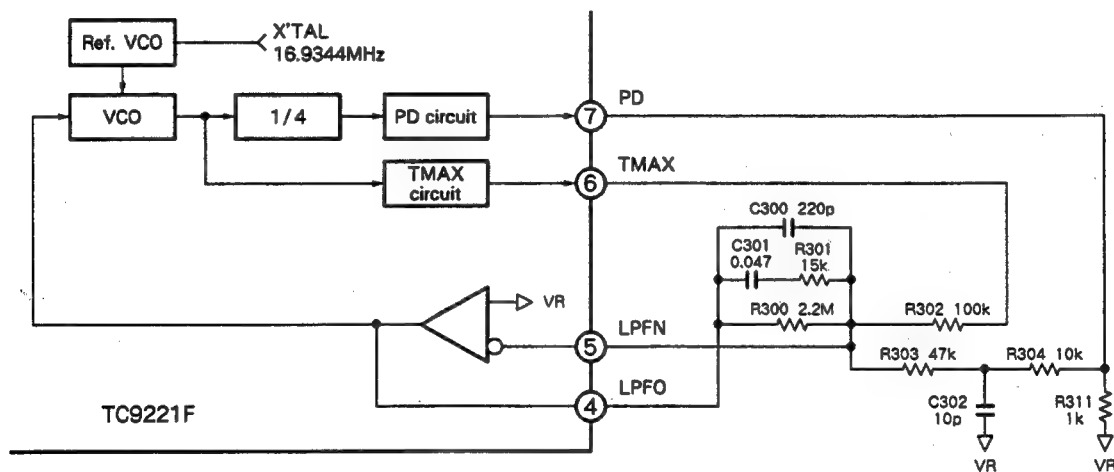 Ref. VCO
X'TAL
16.9344MHz
VCO
1/4
PD circuit
7
PD
TMAX
circuit
6
TMAX
C300 220p
C301
0.047
R301
15k
R300 2.2M
R302 100k
VR
5
LPFN
R303 47k
R304 10k
4
LPFO
C302
10p
R311
1k
TC9221F
VR
VR